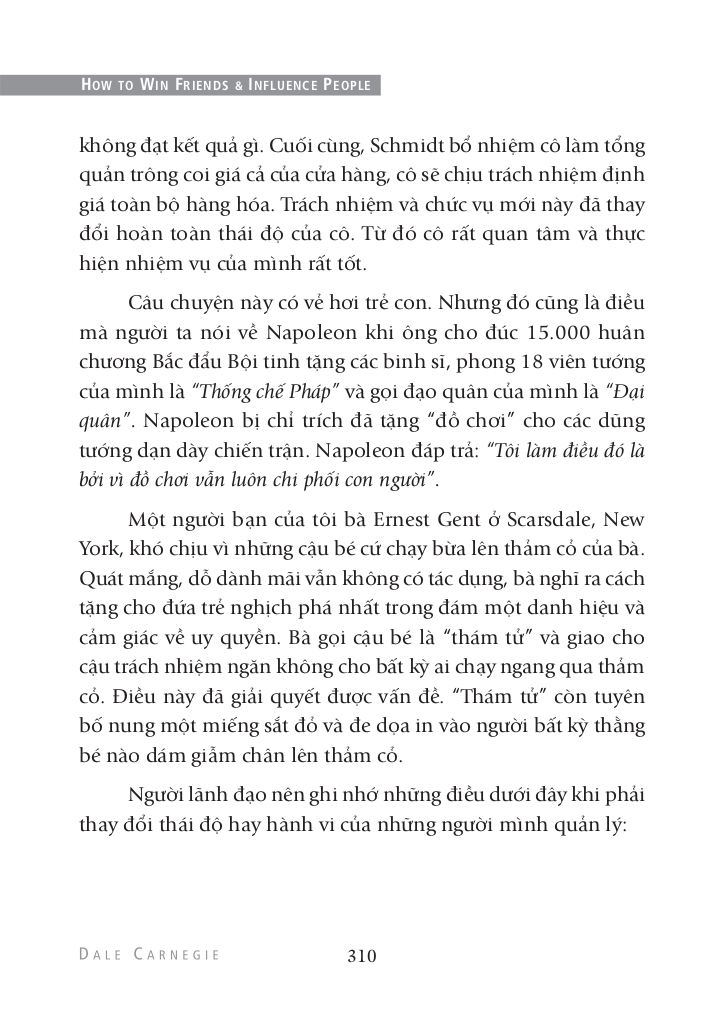 HOW TO WIN FRIENDS & INFLUENCE PEOPLE
không đạt kết quả gì. Cuối cùng, Schmidt bổ nhiệm cô làm tổng
quản trông coi giá cả của cửa hàng, cô sẽ chịu trách nhiệm định
giá toàn bộ hàng hóa. Trách nhiệm và chức vụ mới này đã thay
đổi hoàn toàn thái độ của cô. Từ đó cô rất quan tâm và thực
hiện nhiệm vụ của mình rất tốt.
Câu chuyện này có vẻ hơi trẻ con. Nhưng đó cũng là điều
mà người ta nói về Napoleon khi ông cho đúc 15.000 huân
chương Bắc đẩu Bội tinh tặng các binh sĩ, phong 18 viên tướng
của mình là “Thống chế Pháp” và gọi đạo quân của mình là “Đại
quân”. Napoleon bị chỉ trích đã tặng “đồ chơi” cho các dũng
tướng dạn dày chiến trận. Napoleon đáp trả: “Tôi làm điều đó là
bởi vì đồ chơi vẫn luôn chi phối con người”.
Một người bạn của tôi bà Ernest Gent ở Scarsdale, New
York, khó chịu vì những cậu bé cứ chạy bừa lên thảm cỏ của bà.
Quát mắng, dỗ dành mãi vẫn không có tác dụng, bà nghĩ ra cách
tặng cho đứa trẻ nghịch phá nhất trong đám một danh hiệu và
cảm giác về uy quyền. Bà gọi cậu bé là “thám tử” và giao cho
cậu trách nhiệm ngăn không cho bất kỳ ai chạy ngang qua thảm
cỏ. Điều này đã giải quyết được vấn đề. “Thám tử” còn tuyên
bố nung một miếng sắt đỏ và đe dọa in vào người bất kỳ thằng
bé nào dám giẫm chân lên thảm cỏ.
Người lãnh đạo nên ghi nhớ những điều dưới đây khi phải
thay đổi thái độ hay hành vi của những người mình quản lý:
DALE CARNEGIE 310